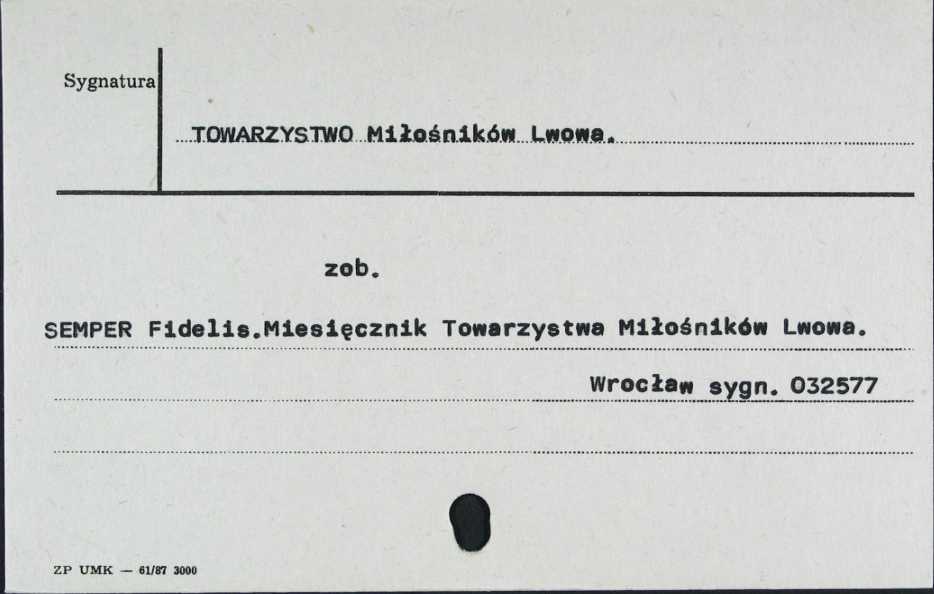 Sygnatura
TOWARZYSTWO Miłośników Lwowa.
zob.
SEMPER Fidelis.Miesięcznik Towarzystwa Miłośników Lwowa.
Wrocław sygn. 032577
ZP UMK — 61/87 3000